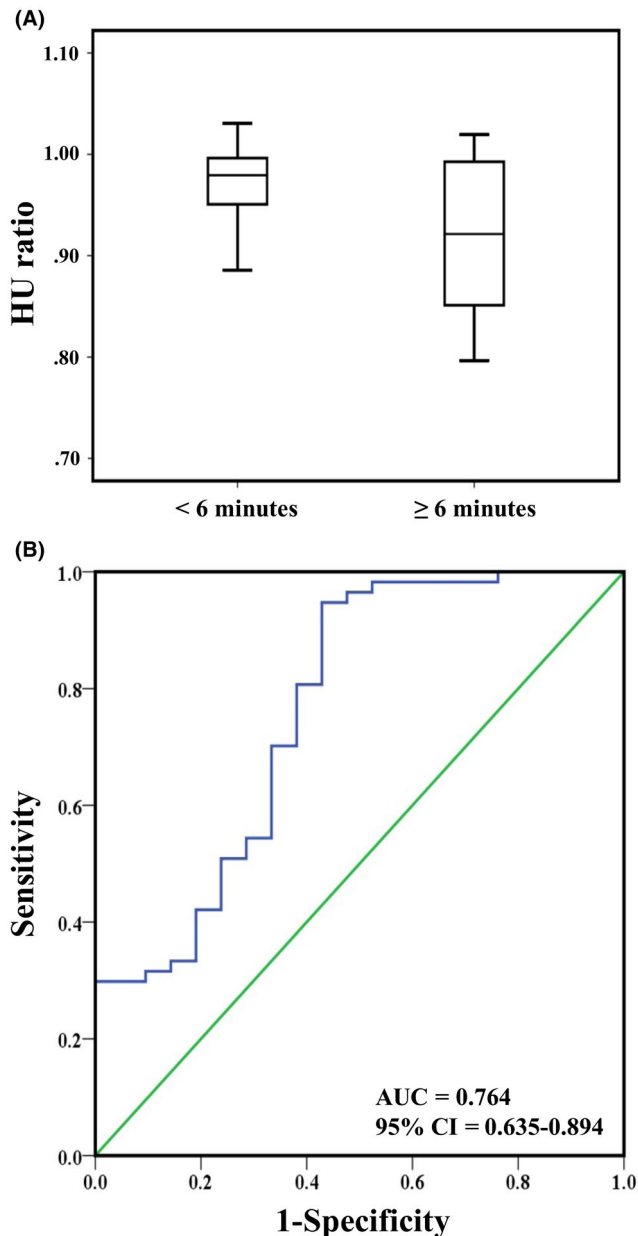 (A)
1.10
1.00
.90
.80
.70
HU ratio
< 6 minutes
≥ 6 minutes
(B)
1.0
0.8
0.6
0.4
0.2
0.0
Sensitivity
AUC = 0.764
95% CI = 0.635-0.894
0.0 0.2 0.4 0.6 0.8 1.0
1-Specificity